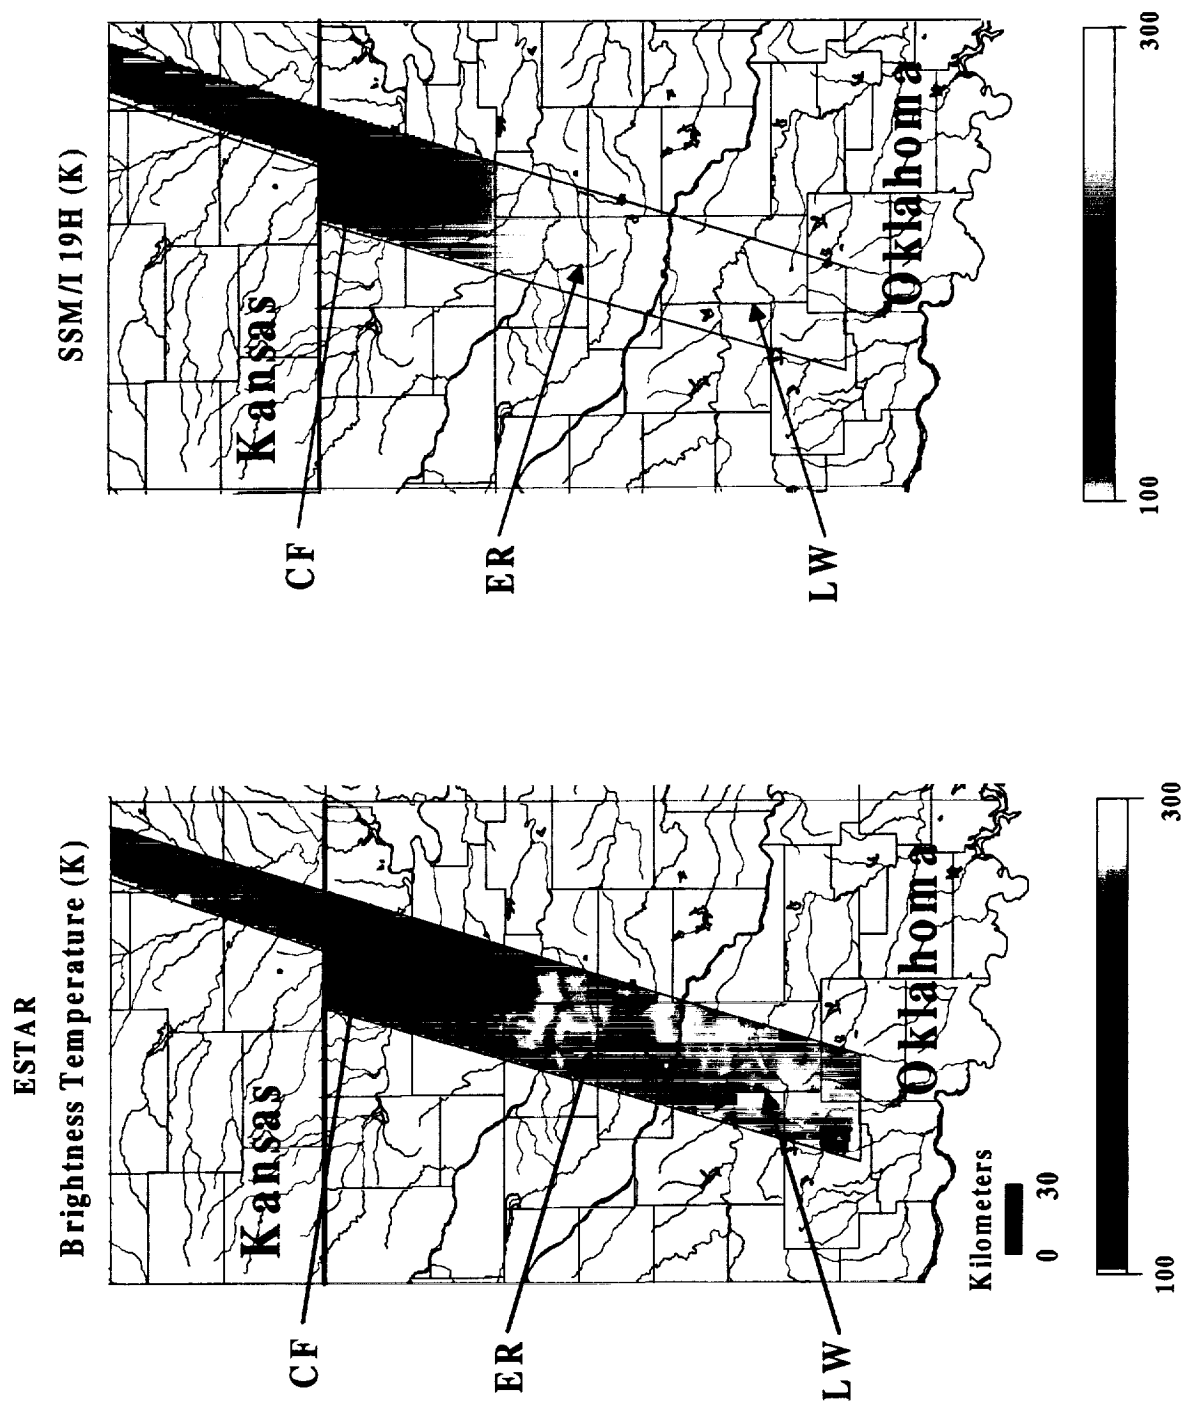 ESTAR
Brightness Temperature (K)
Kansas
Oklahoma
CF
ER
LW
Kilometers
0 30
100 300
SSM/I 19H (K)
Kansas
Oklahoma
CF
ER
LW
100 300